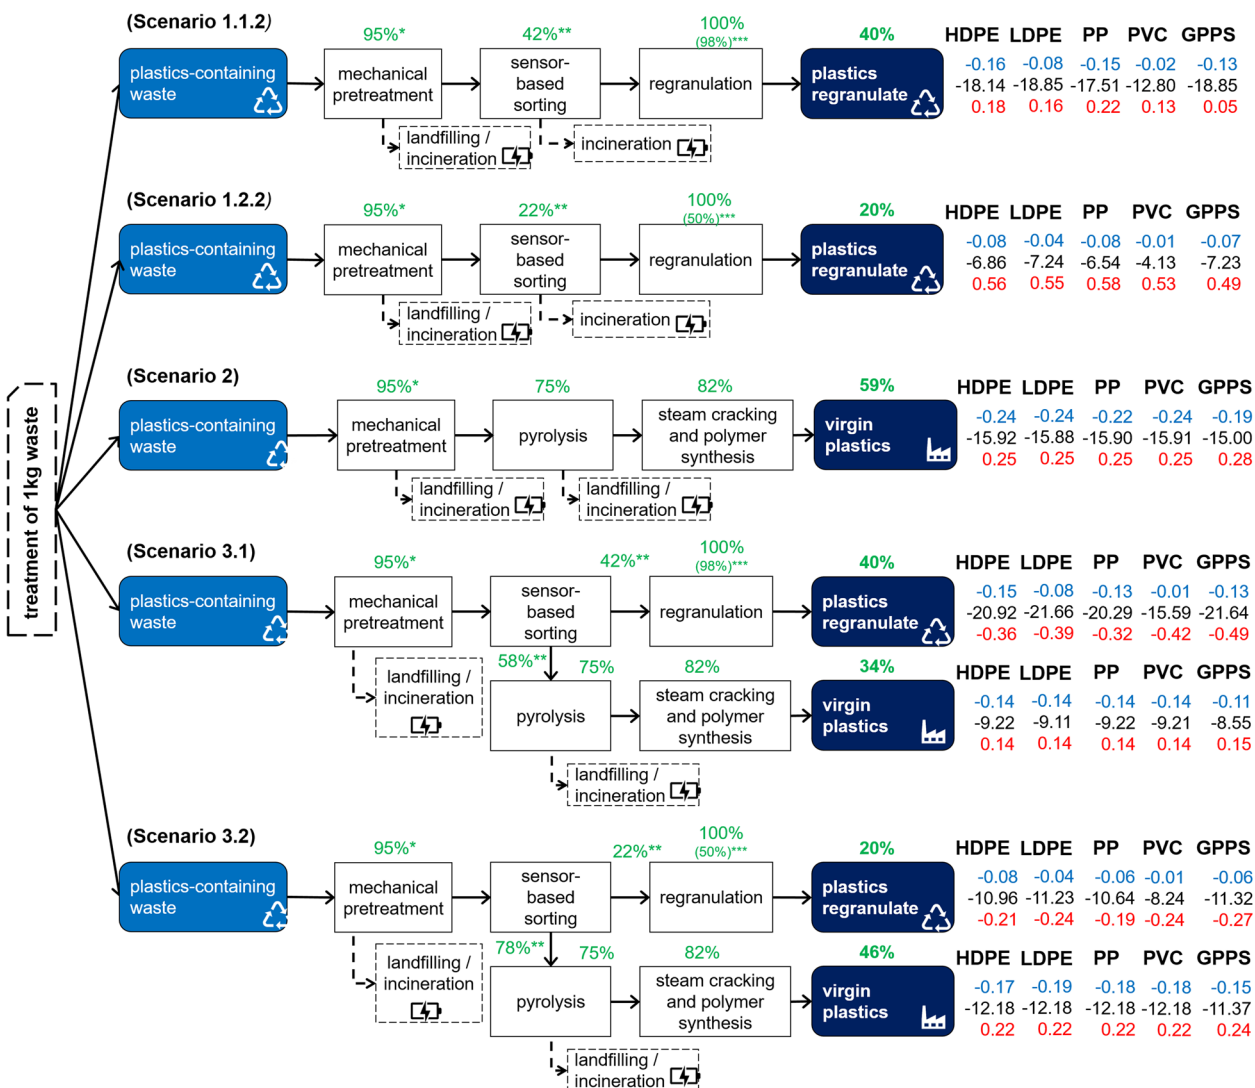 treatment of 1kg waste
(Scenario 1.1.2)
95%*
42%**
100%
(98%)***
40%
HDPE LDPE PP PVC GPPS
plastics-containing
waste
mechanical
pretreatment
sensor-
based
sorting
regranulation
plastics
regranulate
-0.16 -0.08 -0.15 -0.02 -0.13
-18.14 -18.85 -17.51 -12.80 -18.85
0.18 0.16 0.22 0.13 0.05
landfilling /
incineration
incineration
(Scenario 1.2.2)
95%*
22%**
100%
(50%)***
20%
HDPE LDPE PP PVC GPPS
plastics-containing
waste
mechanical
pretreatment
sensor-
based
sorting
regranulation
plastics
regranulate
-0.08 -0.04 -0.08 -0.01 -0.07
-6.86 -7.24 -6.54 -4.13 -7.23
0.56 0.55 0.58 0.53 0.49
landfilling /
incineration
incineration
(Scenario 2)
95%*
75%
82%
59%
HDPE LDPE PP PVC GPPS
plastics-containing
waste
mechanical
pretreatment
pyrolysis
steam cracking
and polymer
synthesis
virgin
plastics
-0.24 -0.24 -0.22 -0.24 -0.19
-15.92 -15.88 -15.90 -15.91 -15.00
0.25 0.25 0.25 0.25 0.28
landfilling /
incineration
landfilling /
incineration
(Scenario 3.1)
95%*
42%**
100%
(98%)***
40%
HDPE LDPE PP PVC GPPS
plastics-containing
waste
mechanical
pretreatment
sensor-
based
sorting
regranulation
plastics
regranulate
-0.15 -0.08 -0.13 -0.01 -0.13
-20.92 -21.66 -20.29 -15.59 -21.64
-0.36 -0.39 -0.32 -0.42 -0.49
landfilling /
incineration
58%**
75%
82%
34%
HDPE LDPE PP PVC GPPS
pyrolysis
steam cracking
and polymer
synthesis
virgin
plastics
-0.14 -0.14 -0.14 -0.14 -0.11
-9.22 -9.11 -9.22 -9.21 -8.55
0.14 0.14 0.14 0.14 0.15
landfilling /
incineration
(Scenario 3.2)
95%*
22%**
100%
(50%)***
20%
HDPE LDPE PP PVC GPPS
plastics-containing
waste
mechanical
pretreatment
sensor-
based
sorting
regranulation
plastics
regranulate
-0.08 -0.04 -0.06 -0.01 -0.06
-10.96 -11.23 -10.64 -8.24 -11.32
-0.21 -0.24 -0.19 -0.24 -0.27
landfilling /
incineration
78%**
75%
82%
46%
HDPE LDPE PP PVC GPPS
pyrolysis
steam cracking
and polymer
synthesis
virgin
plastics
-0.17 -0.19 -0.18 -0.18 -0.15
-12.18 -12.18 -12.18 -12.18 -11.37
0.22 0.22 0.22 0.22 0.24
landfilling /
incineration